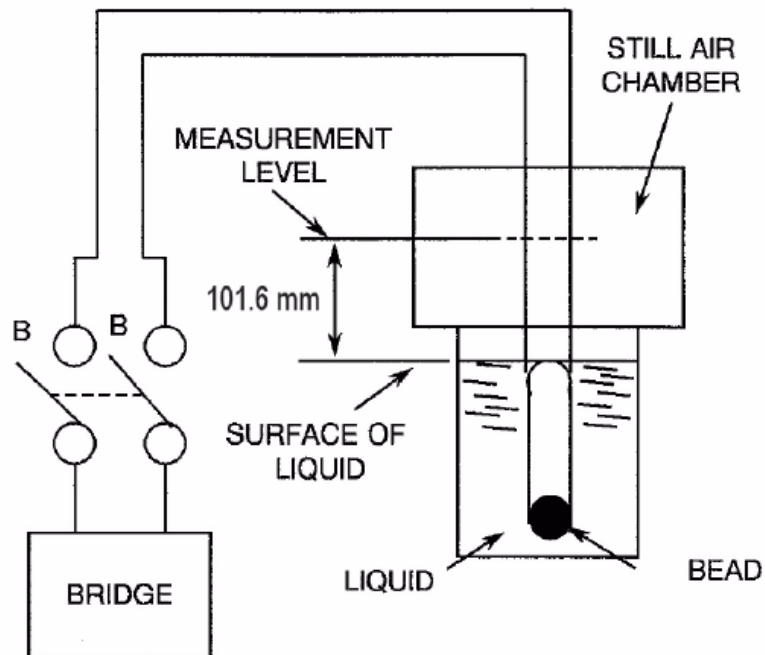 STILL AIR
CHAMBER
MEASUREMENT
LEVEL
101.6 mm
B
B
SURFACE OF
LIQUID
LIQUID
BEAD
BRIDGE